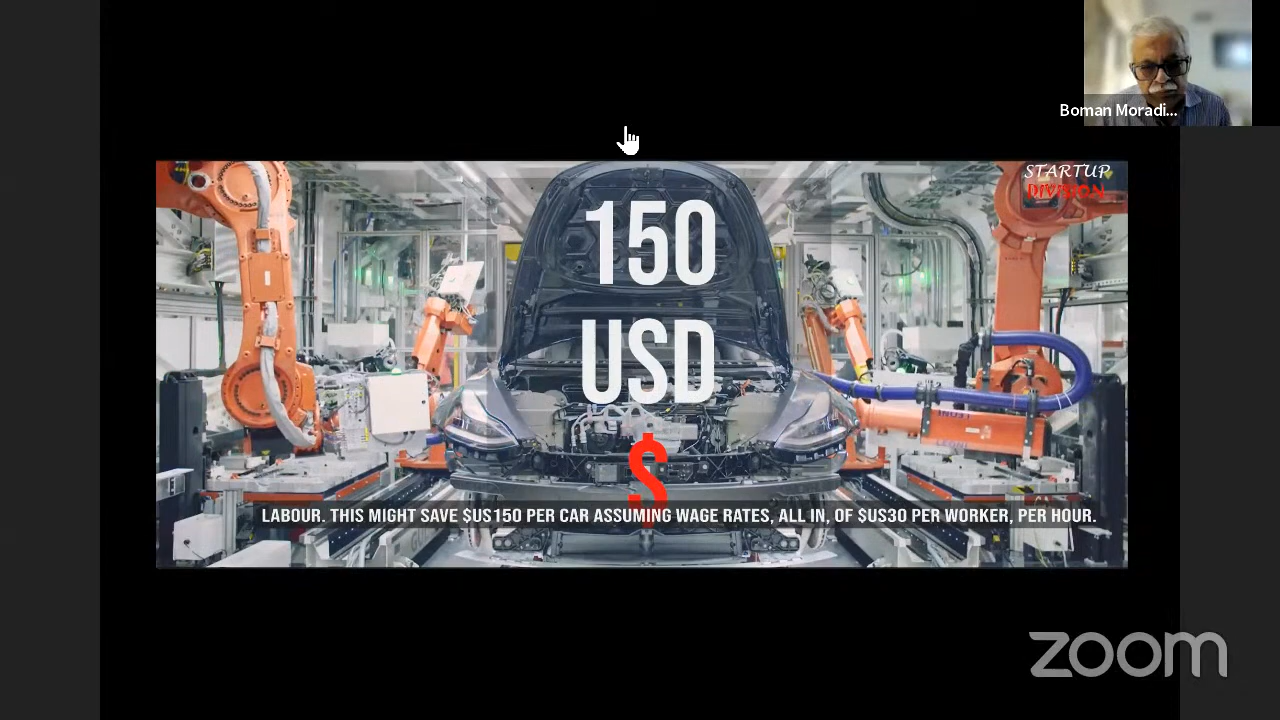 Boman Moradi...
STARTUP
DIVISION
150
USD
$
LABOUR. THIS MIGHT SAVE $US150 PER CAR ASSUMING WAGE RATES, ALL IN, OF $US30 PER WORKER, PER HOUR.
LEONI
zoom